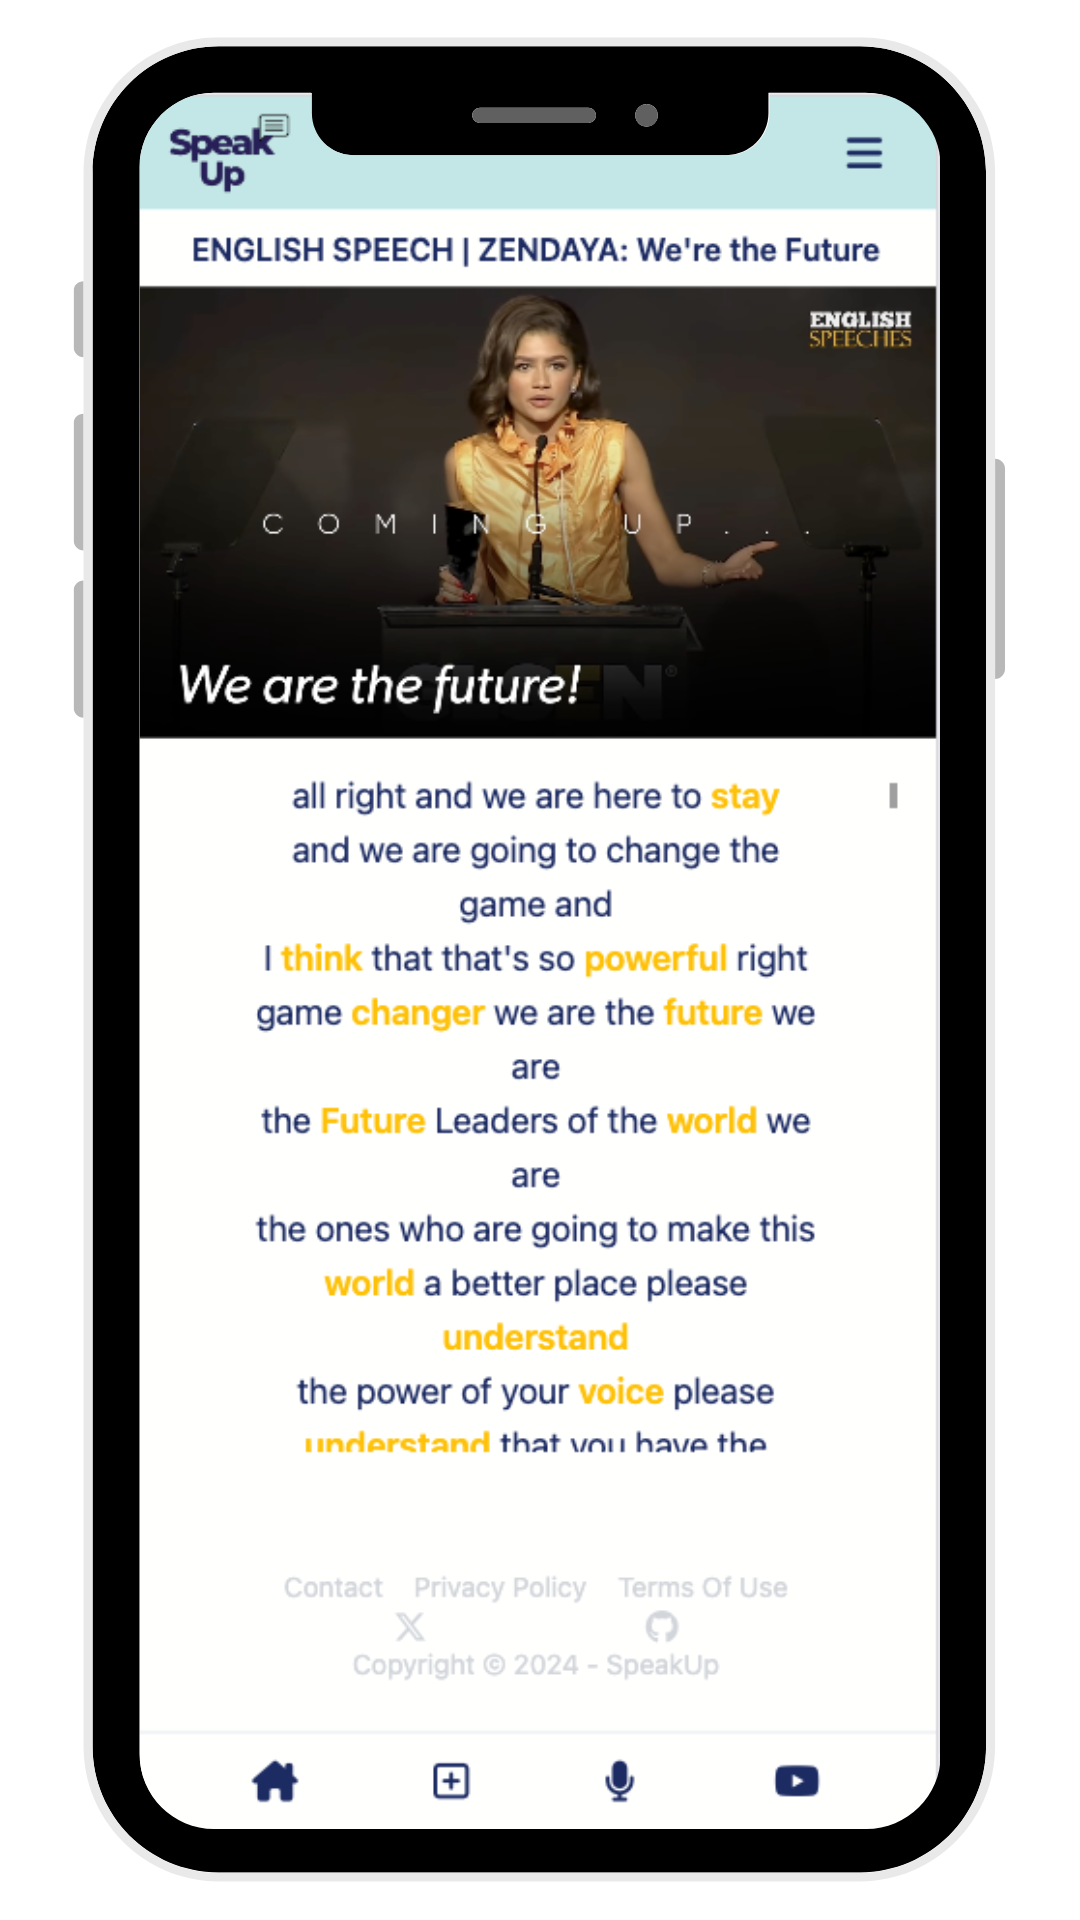 Speak
Up
ENGLISH SPEECH | ZENDAYA: We're the Future
ENGLISH
SPEECHES
COMING UP...
We are the future!
all right and we are here to stay
and we are going to change the
game and
I think that that's so powerful right
game changer we are the future we
are
the Future Leaders of the world we
are
the ones who are going to make this
world a better place please
understand
the power of your voice please
understand that you have the
Contact Privacy Policy Terms Of Use
Copyright © 2024 - SpeakUp